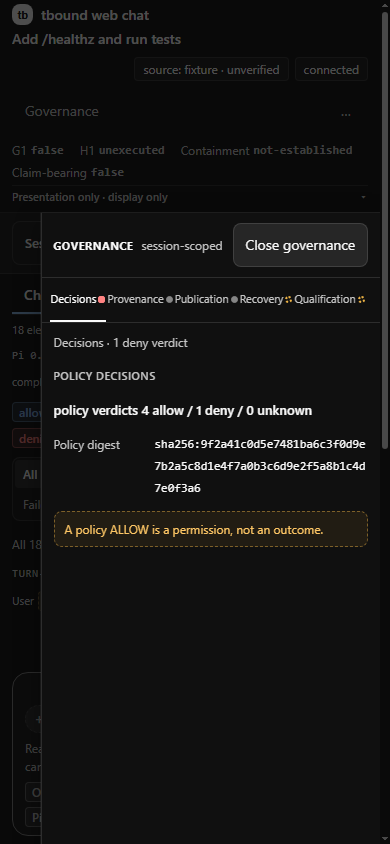 tb tbound web chat
Add /healthz and run tests
source: fixture · unverified connected
Governance ...
G1 false H1 unexecuted Containment not-established
Claim-bearing false
Presentation only · display only
GOVERNANCE session-scoped Close governance
Decisions Provenance Publication Recovery Qualification
Decisions · 1 deny verdict
POLICY DECISIONS
policy verdicts 4 allow / 1 deny / 0 unknown
Policy digest sha256:9f2a41c0d5e7481ba6c3f0d9e
7b2a5c8d1e4f7a0b3c6d9e2f5a8b1c4d
7e0f3a6
A policy ALLOW is a permission, not an outcome.
Ses
Ch
18 ele
Pi 0.
compl
allow
deni
All
Fail
All 18
TURN
User
+
Rea
can
O
Pi